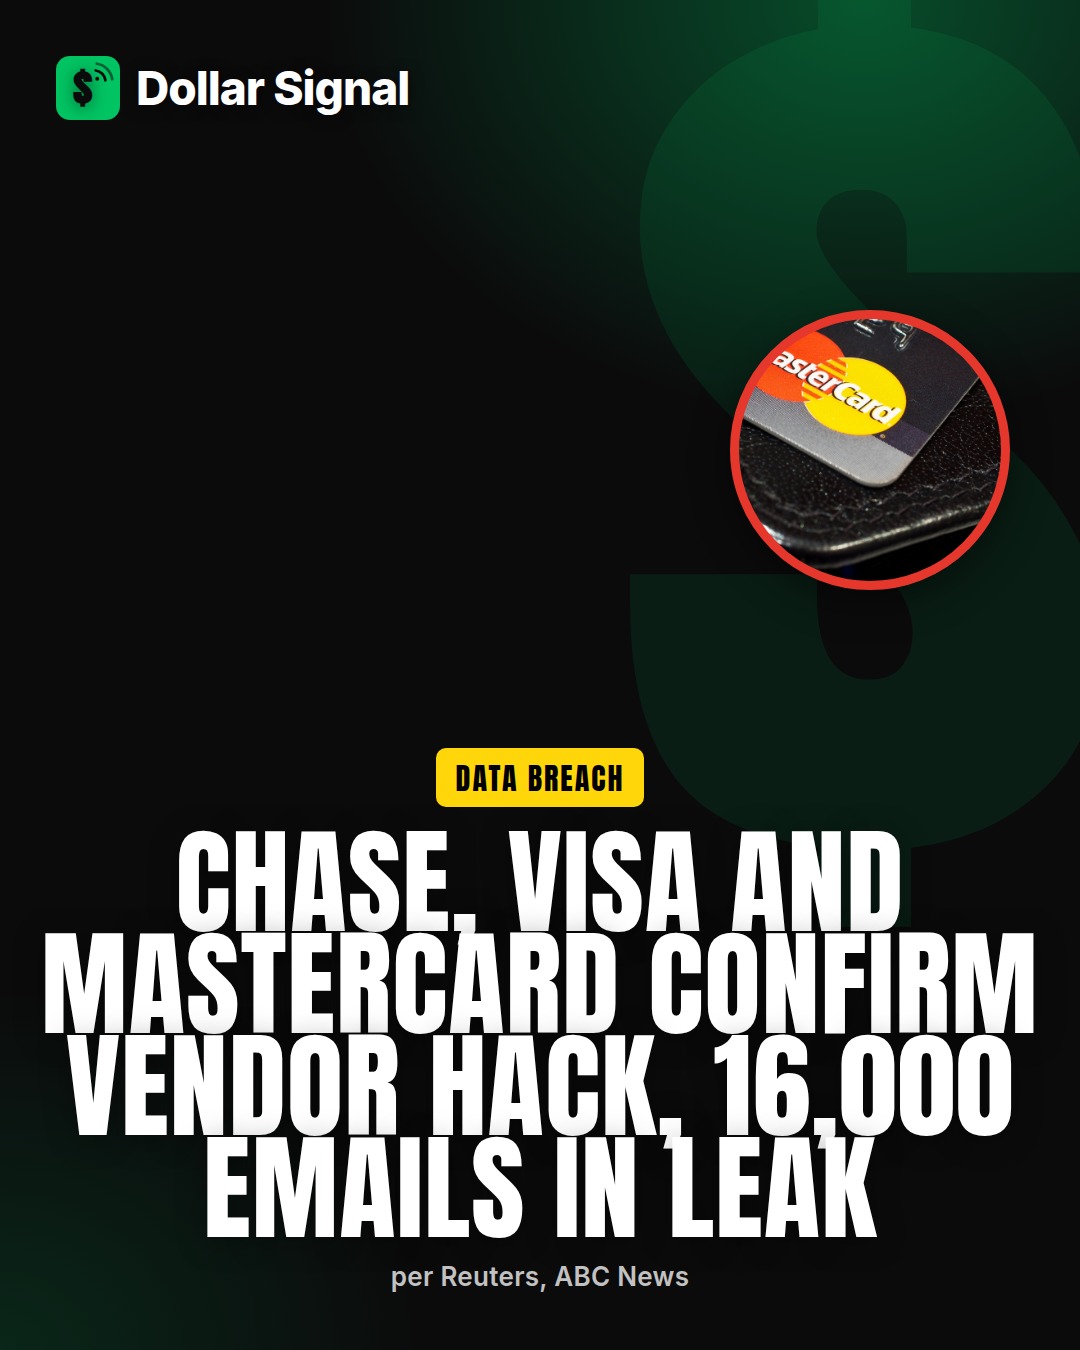 $ Dollar Signal
asterCard
DATA BREACH
CHASE, VISA AND
MASTERCARD CONFIRM
VENDOR HACK, 16,000
EMAILS IN LEAK
per Reuters, ABC News